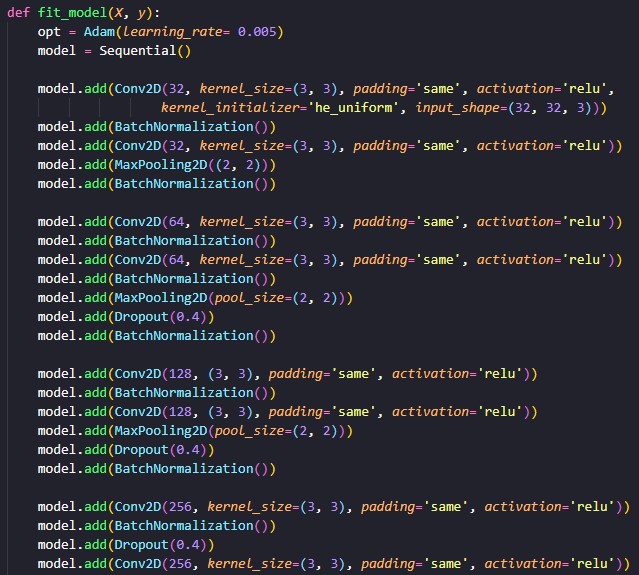 def fit_model(X, y):
opt = Adam(learning_rate= 0.005)
model = Sequential()
model.add(Conv2D(32, kernel_size=(3, 3), padding='same', activation='relu',
kernel_initializer='he_uniform', input_shape=(32, 32, 3)))
model.add(BatchNormalization())
model.add(Conv2D(32, kernel_size=(3, 3), padding='same', activation='relu'))
model.add(MaxPooling2D((2, 2)))
model.add(BatchNormalization())
model.add(Conv2D(64, kernel_size=(3, 3), padding='same', activation='relu'))
model.add(BatchNormalization())
model.add(Conv2D(64, kernel_size=(3, 3), padding='same', activation='relu'))
model.add(BatchNormalization())
model.add(MaxPooling2D(pool_size=(2, 2)))
model.add(Dropout(0.4))
model.add(BatchNormalization())
model.add(Conv2D(128, (3, 3), padding='same', activation='relu'))
model.add(BatchNormalization())
model.add(Conv2D(128, (3, 3), padding='same', activation='relu'))
model.add(MaxPooling2D(pool_size=(2, 2)))
model.add(Dropout(0.4))
model.add(BatchNormalization())
model.add(Conv2D(256, kernel_size=(3, 3), padding='same', activation='relu'))
model.add(BatchNormalization())
model.add(Dropout(0.4))
model.add(Conv2D(256, kernel_size=(3, 3), padding='same', activation='relu'))